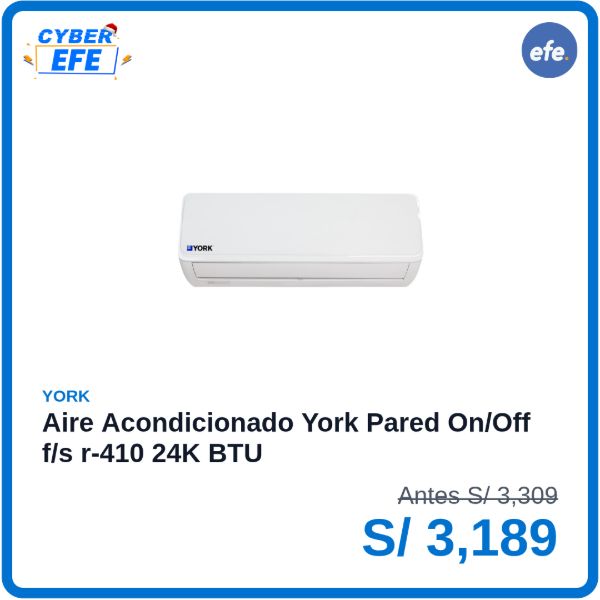 CYBER
EFE
efe.
YORK
YORK
Aire Acondicionado York Pared On/Off
f/s r-410 24K BTU
Antes S/ 3,309
S/ 3,189